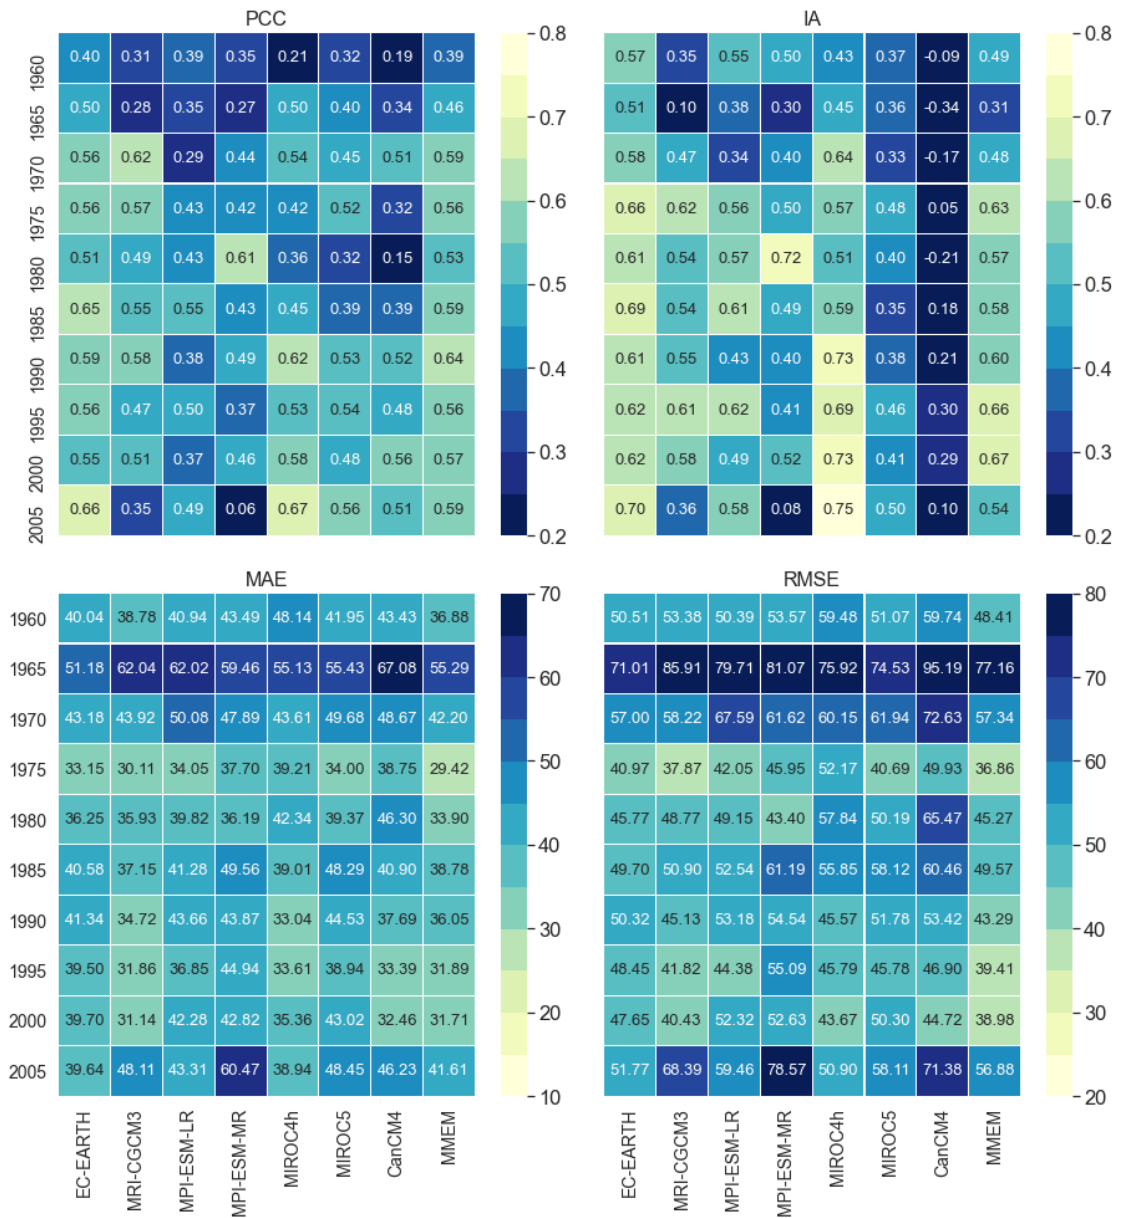 PCC IA
1960 0.40 0.31 0.39 0.35 0.21 0.32 0.19 0.39 0.57 0.35 0.55 0.50 0.43 0.37 -0.09 0.49
1965 0.50 0.28 0.35 0.27 0.50 0.40 0.34 0.46 0.51 0.10 0.38 0.30 0.45 0.36 -0.34 0.31
1970 0.56 0.62 0.29 0.44 0.54 0.45 0.51 0.59 0.58 0.47 0.34 0.40 0.64 0.33 -0.17 0.48
1975 0.56 0.57 0.43 0.42 0.42 0.52 0.32 0.56 0.66 0.62 0.56 0.50 0.57 0.48 0.05 0.63
1980 0.51 0.49 0.43 0.61 0.36 0.32 0.15 0.53 0.61 0.54 0.57 0.72 0.51 0.40 -0.21 0.57
1985 0.65 0.55 0.55 0.43 0.45 0.39 0.39 0.59 0.69 0.54 0.61 0.49 0.59 0.35 0.18 0.58
1990 0.59 0.58 0.38 0.49 0.62 0.53 0.52 0.64 0.61 0.55 0.43 0.40 0.73 0.38 0.21 0.60
1995 0.56 0.47 0.50 0.37 0.53 0.54 0.48 0.56 0.62 0.61 0.62 0.41 0.69 0.46 0.30 0.66
2000 0.55 0.51 0.37 0.46 0.58 0.48 0.56 0.57 0.62 0.58 0.49 0.52 0.73 0.41 0.29 0.67
2005 0.66 0.35 0.49 0.06 0.67 0.56 0.51 0.59 0.70 0.36 0.58 0.08 0.75 0.50 0.10 0.54
0.8 0.8
0.7 0.7
0.6 0.6
0.5 0.5
0.4 0.4
0.3 0.3
0.2 0.2
MAE RMSE
1960 40.04 38.78 40.94 43.49 48.14 41.95 43.43 36.88 50.51 53.38 50.39 53.57 59.48 51.07 59.74 48.41
1965 51.18 62.04 62.02 59.46 55.13 55.43 67.08 55.29 71.01 85.91 79.71 81.07 75.92 74.53 95.19 77.16
1970 43.18 43.92 50.08 47.89 43.61 49.68 48.67 42.20 57.00 58.22 67.59 61.62 60.15 61.94 72.63 57.34
1975 33.15 30.11 34.05 37.70 39.21 34.00 38.75 29.42 40.97 37.87 42.05 45.95 52.17 40.69 49.93 36.86
1980 36.25 35.93 39.82 36.19 42.34 39.37 46.30 33.90 45.77 48.77 49.15 43.40 57.84 50.19 65.47 45.27
1985 40.58 37.15 41.28 49.56 39.01 48.29 40.90 38.78 49.70 50.90 52.54 61.19 55.85 58.12 60.46 49.57
1990 41.34 34.72 43.66 43.87 33.04 44.53 37.69 36.05 50.32 45.13 53.18 54.54 45.57 51.78 53.42 43.29
1995 39.50 31.86 36.85 44.94 33.61 38.94 33.39 31.89 48.45 41.82 44.38 55.09 45.79 45.78 46.90 39.41
2000 39.70 31.14 42.28 42.82 35.36 43.02 32.46 31.71 47.65 40.43 52.32 52.63 43.67 50.30 44.72 38.98
2005 39.64 48.11 43.31 60.47 38.94 48.45 46.23 41.61 51.77 68.39 59.46 78.57 50.90 58.11 71.38 56.88
70 80
60 70
50 60
40 50
30 40
20 30
10 20
EC-EARTH MRI-CGCM3 MPI-ESM-LR MPI-ESM-MR MIROC4h MIROC5 CanCM4 MMEM EC-EARTH MRI-CGCM3 MPI-ESM-LR MPI-ESM-MR MIROC4h MIROC5 CanCM4 MMEM